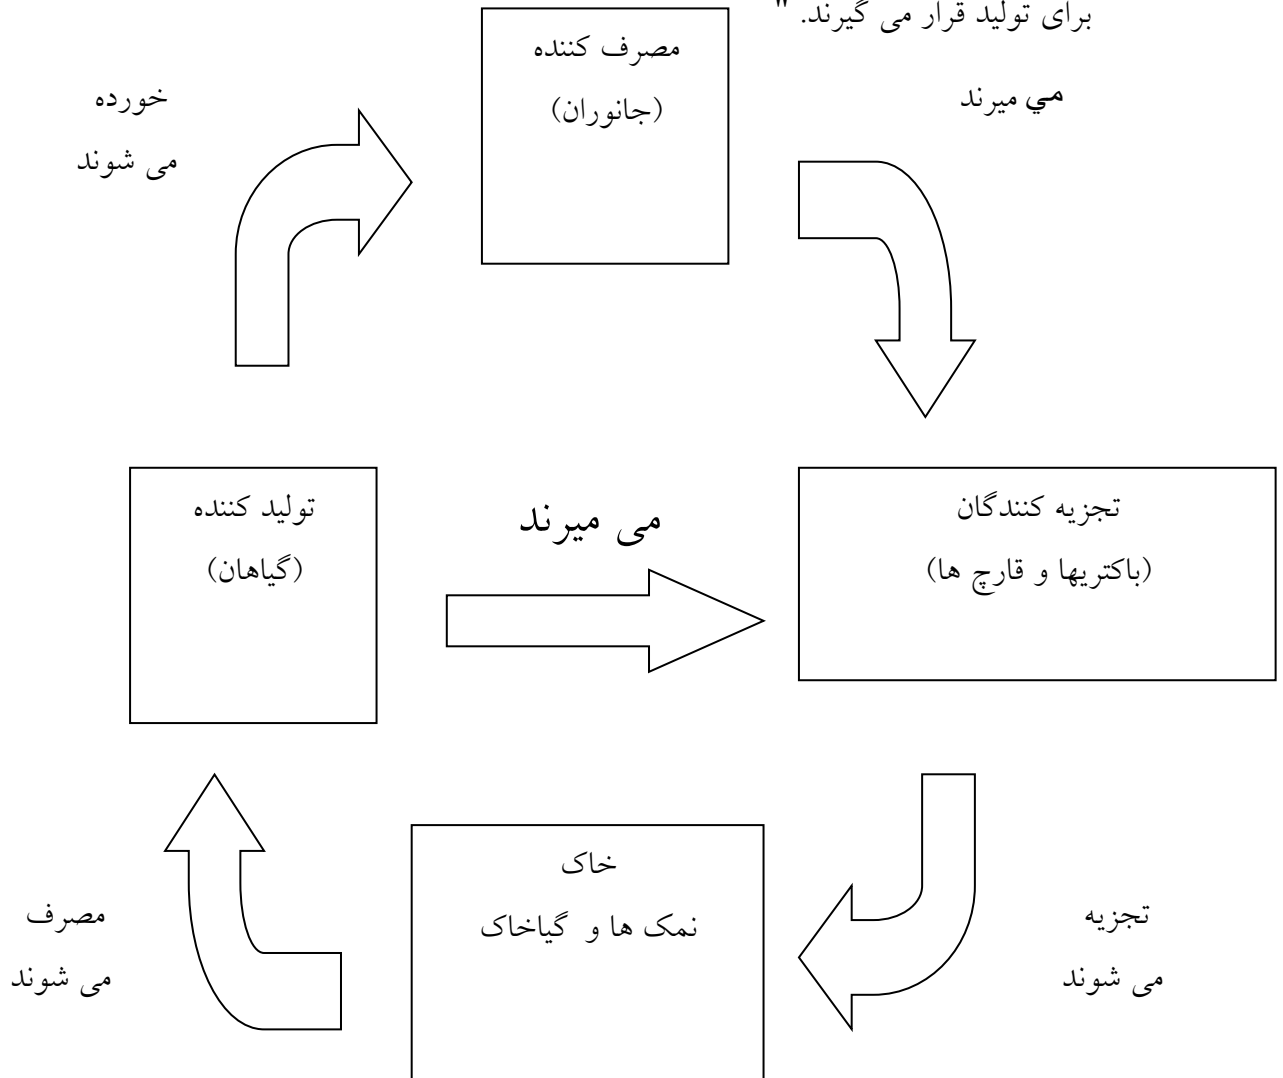 برای تولید قرار می گیرند. "
مصرف کننده
(جانوران)
خورده
می شوند
مي میرند
تولید کننده
(گیاهان)
می میرند
تجزیه کنندگان
(باکتریها و قارچ ها)
خاک
نمک ها و گیاخاک
مصرف
می شوند
تجزیه
می شوند